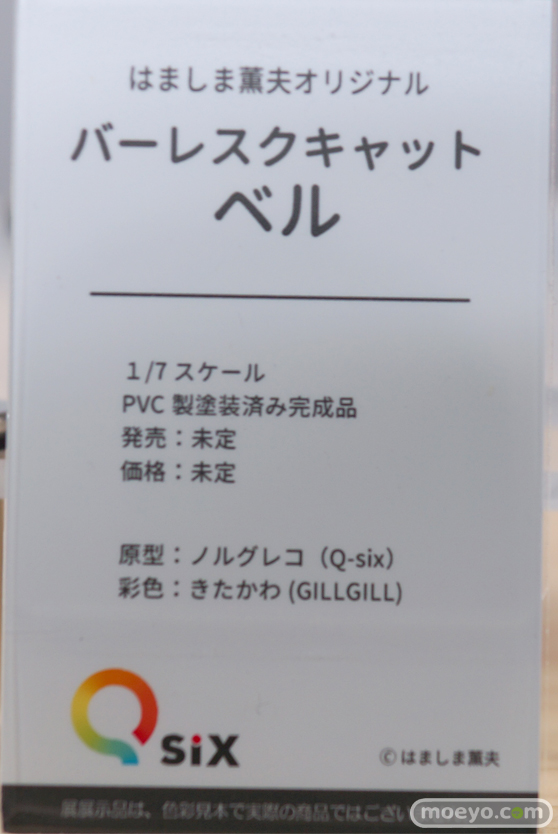 はましま薫夫オリジナル
バーレスクキャット
ベル
1/7 スケール
PVC 製塗装済み完成品
発売：未定
価格：未定
原型：ノルグレコ（Q-six）
彩色：きたかわ (GILLGILL)
Q SiX
©はましま薫夫
展展示品は、色彩見本で実際の商品ではござい
moeyo.com